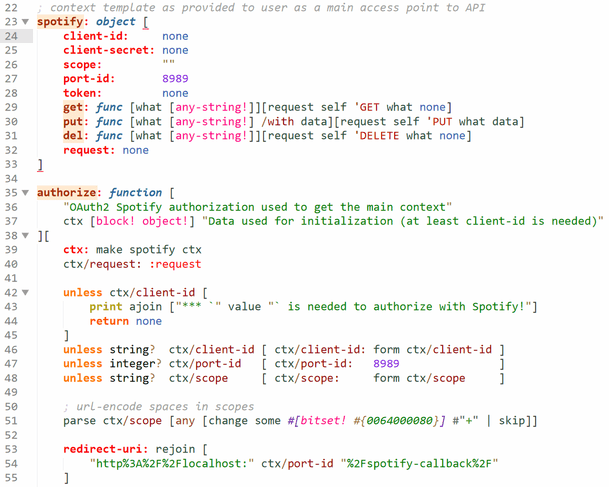 22 ; context template as provided to user as a main access point to API
23 spotify: object [
24 client-id: none
25 client-secret: none
26 scope: ""
27 port-id: 8989
28 token: none
29 get: func [what [any-string!]][request self 'GET what none]
30 put: func [what [any-string!] /with data][request self 'PUT what data]
31 del: func [what [any-string!]][request self 'DELETE what none]
32 request: none
33 ]
34
35 authorize: function [
36 "OAuth2 Spotify authorization used to get the main context"
37 ctx [block! object!] "Data used for initialization (at least client-id is needed)"
38 ][
39 ctx: make spotify ctx
40 ctx/request: :request
41
42 unless ctx/client-id [
43 print ajoin ["*** `" value "` is needed to authorize with Spotify!"]
44 return none
45 ]
46 unless string? ctx/client-id [ ctx/client-id: form ctx/client-id ]
47 unless integer? ctx/port-id [ ctx/port-id: 8989 ]
48 unless string? ctx/scope [ ctx/scope: form ctx/scope ]
49
50 ; url-encode spaces in scopes
51 parse ctx/scope [any [change some #[bitset! #{0064000080}] #"+" | skip]]
52
53 redirect-uri: rejoin [
54 "http%3A%2F%2Flocalhost:" ctx/port-id "%2Fspotify-callback%2F"
55 ]